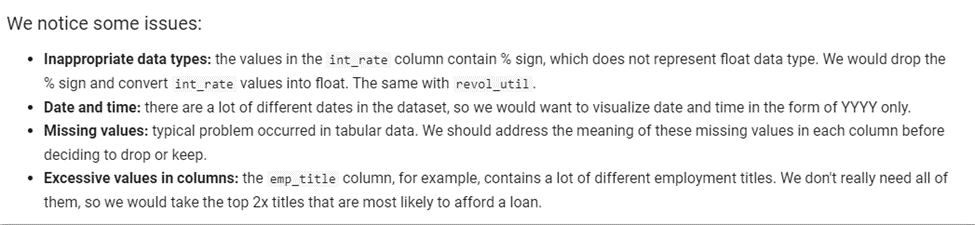 We notice some issues:
• Inappropriate data types: the values in the int_rate column contain % sign, which does not represent float data type. We would drop the
% sign and convert int_rate values into float. The same with revol_util.
• Date and time: there are a lot of different dates in the dataset, so we would want to visualize date and time in the form of YYYY only.
• Missing values: typical problem occurred in tabular data. We should address the meaning of these missing values in each column before
deciding to drop or keep.
• Excessive values in columns: the emp_title column, for example, contains a lot of different employment titles. We don't really need all of
them, so we would take the top 2x titles that are most likely to afford a loan.